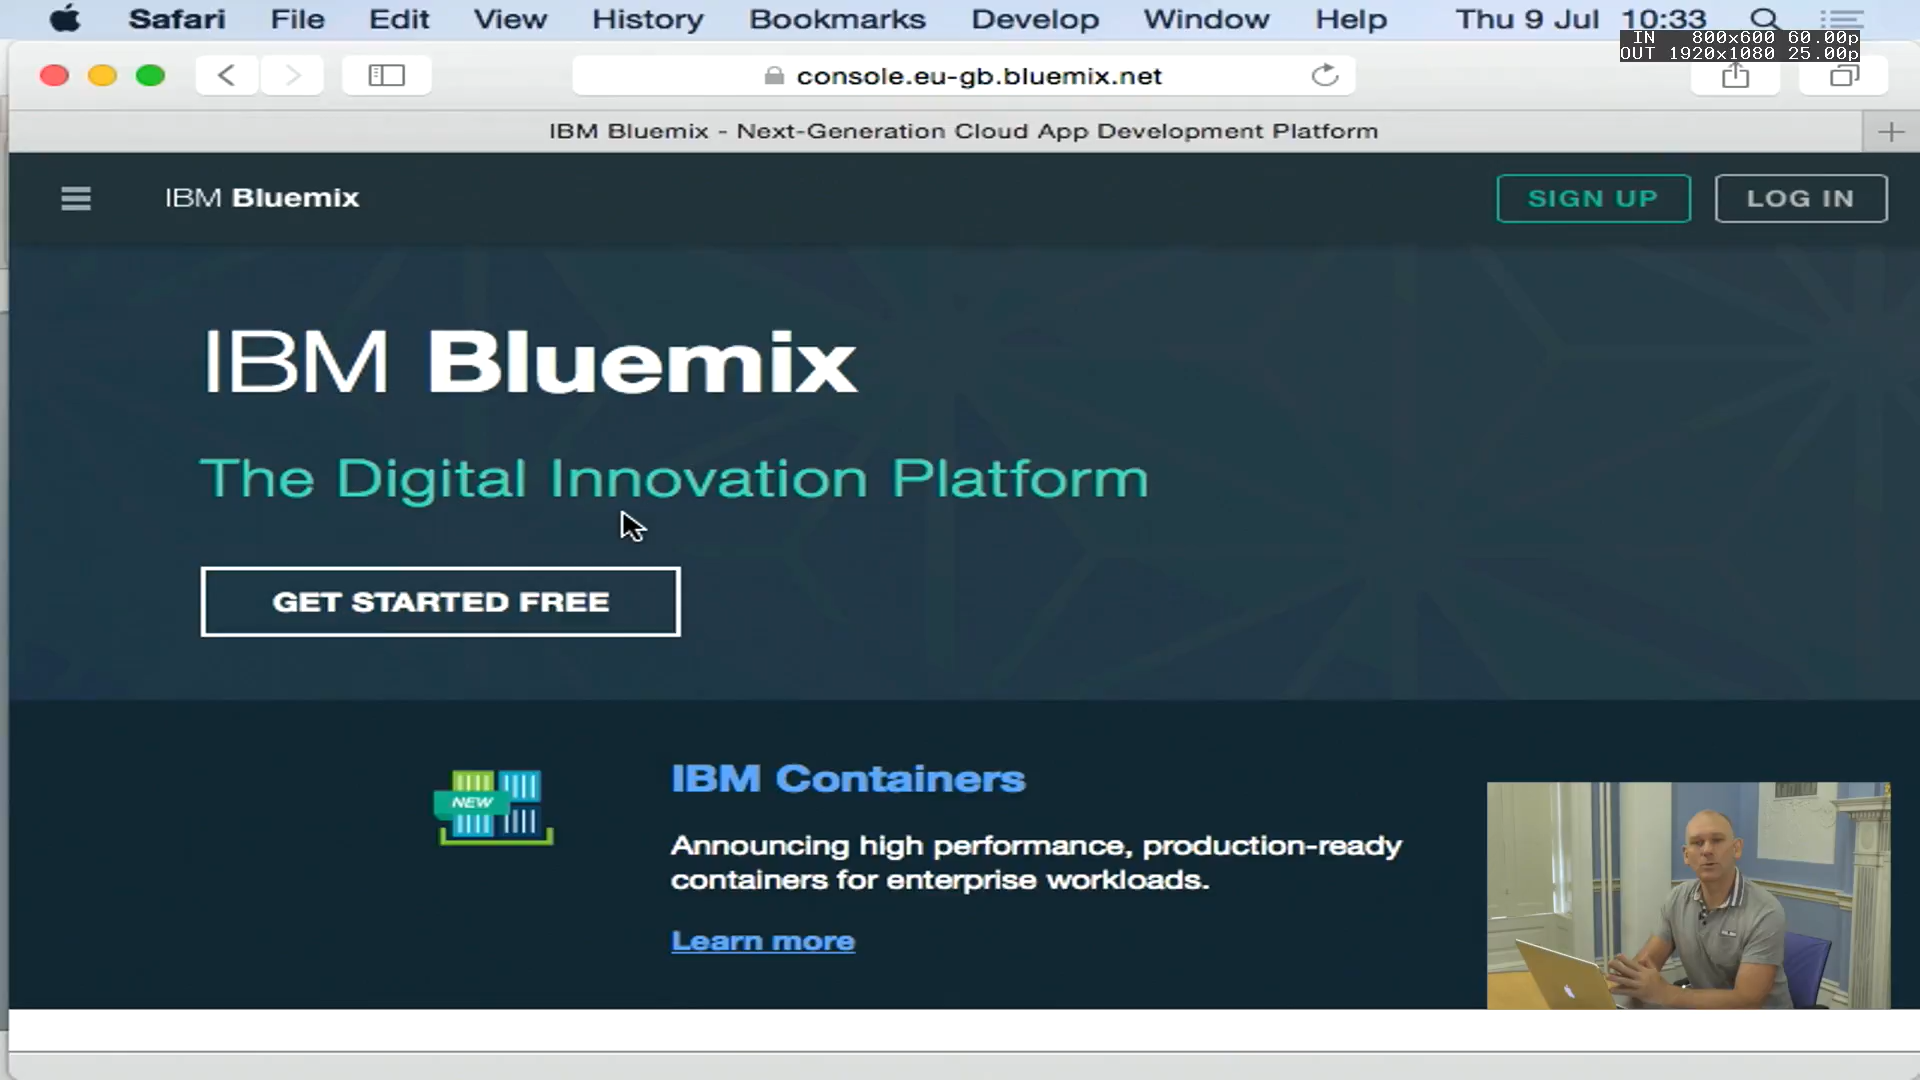 Safari File Edit View History Bookmarks Develop Window Help Thu 9 Jul 10:33
IN 800x600 60.00p
OUT 1920x1080 25.00p
console.eu-gb.bluemix.net
IBM Bluemix - Next-Generation Cloud App Development Platform
IBM Bluemix SIGN UP LOG IN
IBM Bluemix
The Digital Innovation Platform
GET STARTED FREE
NEW
IBM Containers
Announcing high performance, production-ready
containers for enterprise workloads.
Learn more